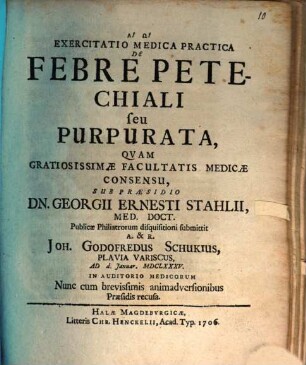 10
EXERCITATIO MEDICA PRACTICA
DE
FEBRE PETE-
CHIALI
seu
PURPURATA,
QVAM
GRATIOSISSIMÆ FACULTATIS MEDICÆ
CONSENSU,
SUB PRÆSIDIO
DN. GEORGII ERNESTI STAHLII,
MED. DOCT.
Publicæ Philiatrorum disquisitioni submittit
A. & R.
JOH. GODOFREDUS SCHUKIUS,
PLAVIA VARISCUS,
AD d. Januar. MDCLXXXV.
IN AUDITORIO MEDICORUM
Nunc cum brevissimis animadversionibus
Præsidis recusa.
HALÆ MAGDEBVRGICÆ,
Litteris CHR. HENCKELII, Acad. Typ. 1706.